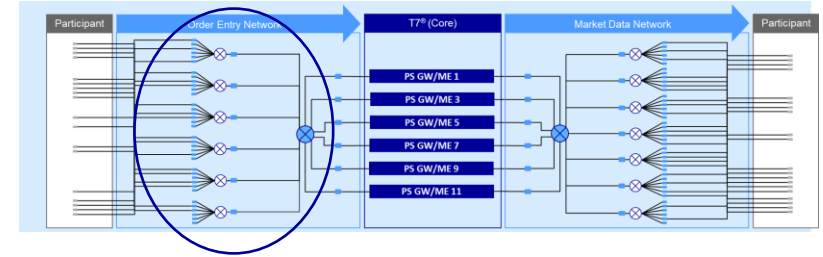 Participant
Order Entry Network
T7® (Core)
Market Data Network
Participant
PS GW/ME 1
PS GW/ME 3
PS GW/ME 5
PS GW/ME 7
PS GW/ME 9
PS GW/ME 11